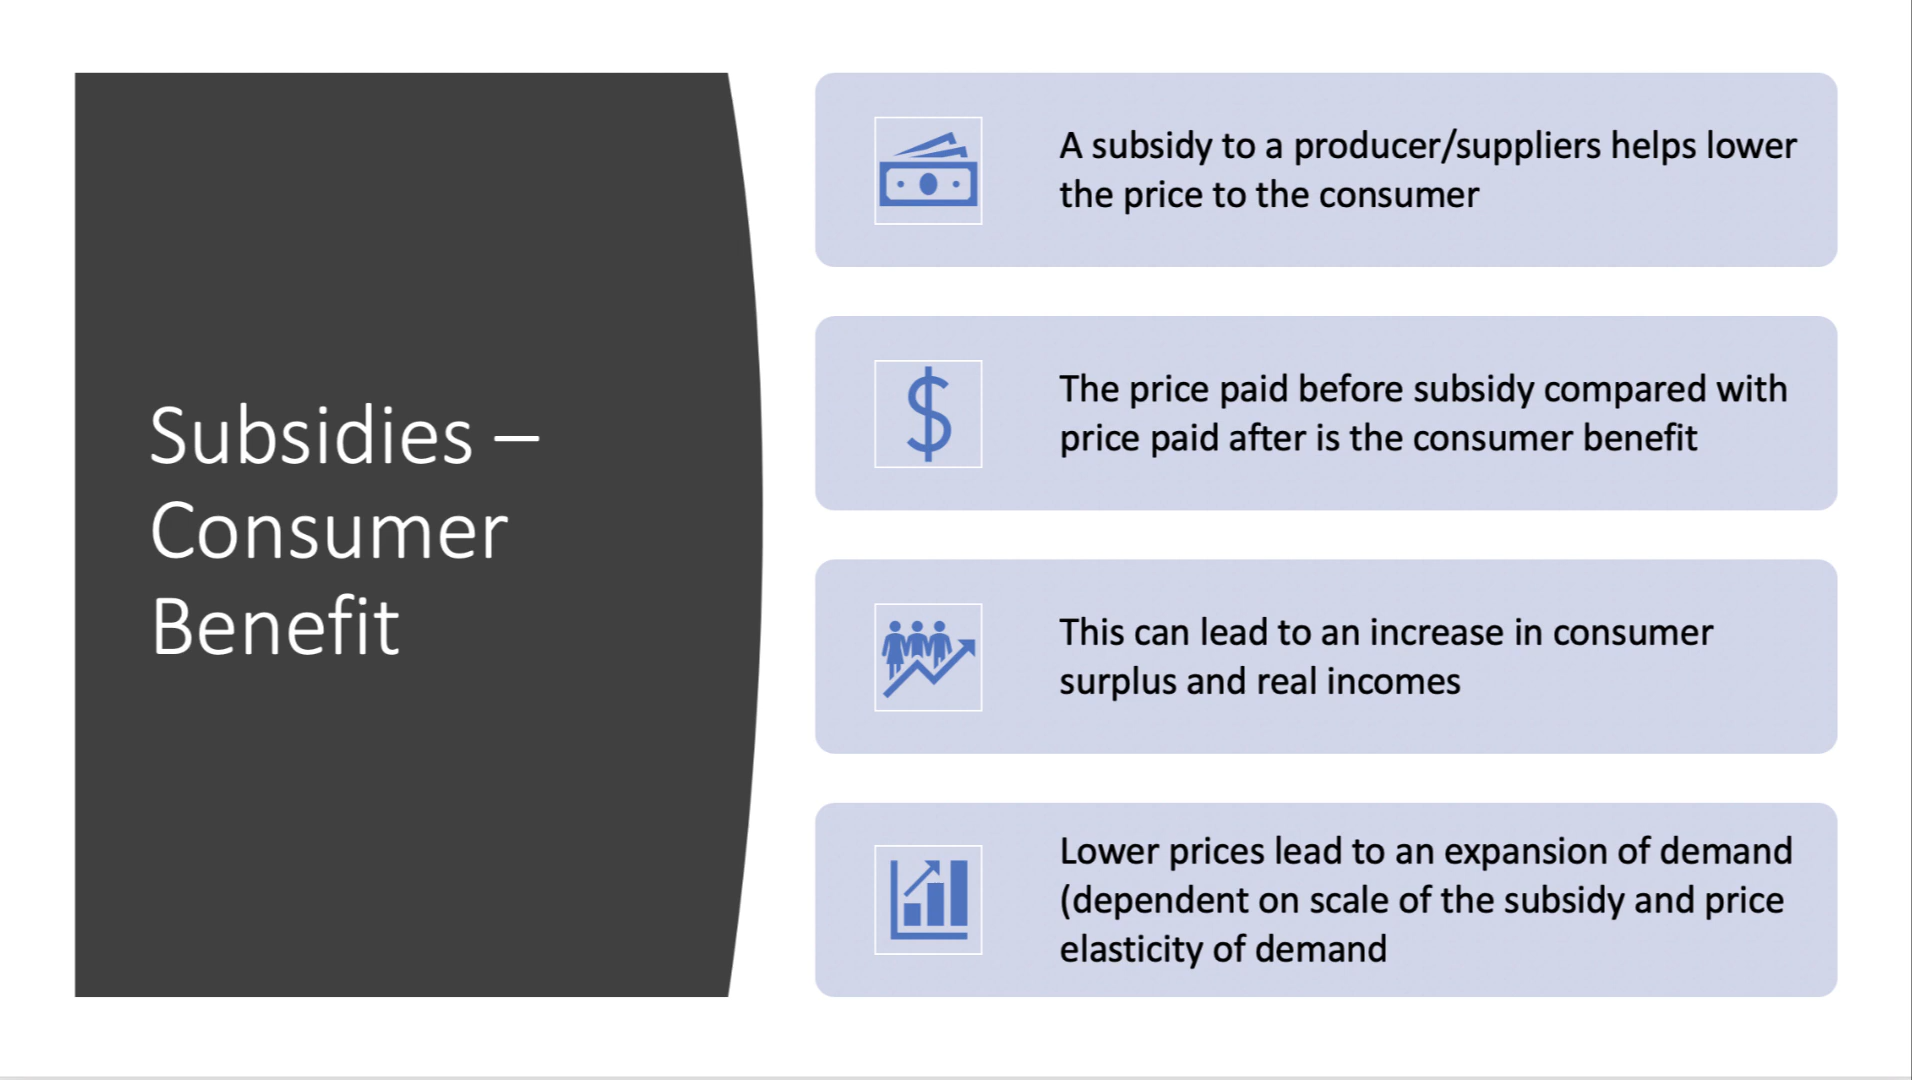 Subsidies –
Consumer
Benefit
A subsidy to a producer/suppliers helps lower
the price to the consumer
The price paid before subsidy compared with
price paid after is the consumer benefit
This can lead to an increase in consumer
surplus and real incomes
Lower prices lead to an expansion of demand
(dependent on scale of the subsidy and price
elasticity of demand